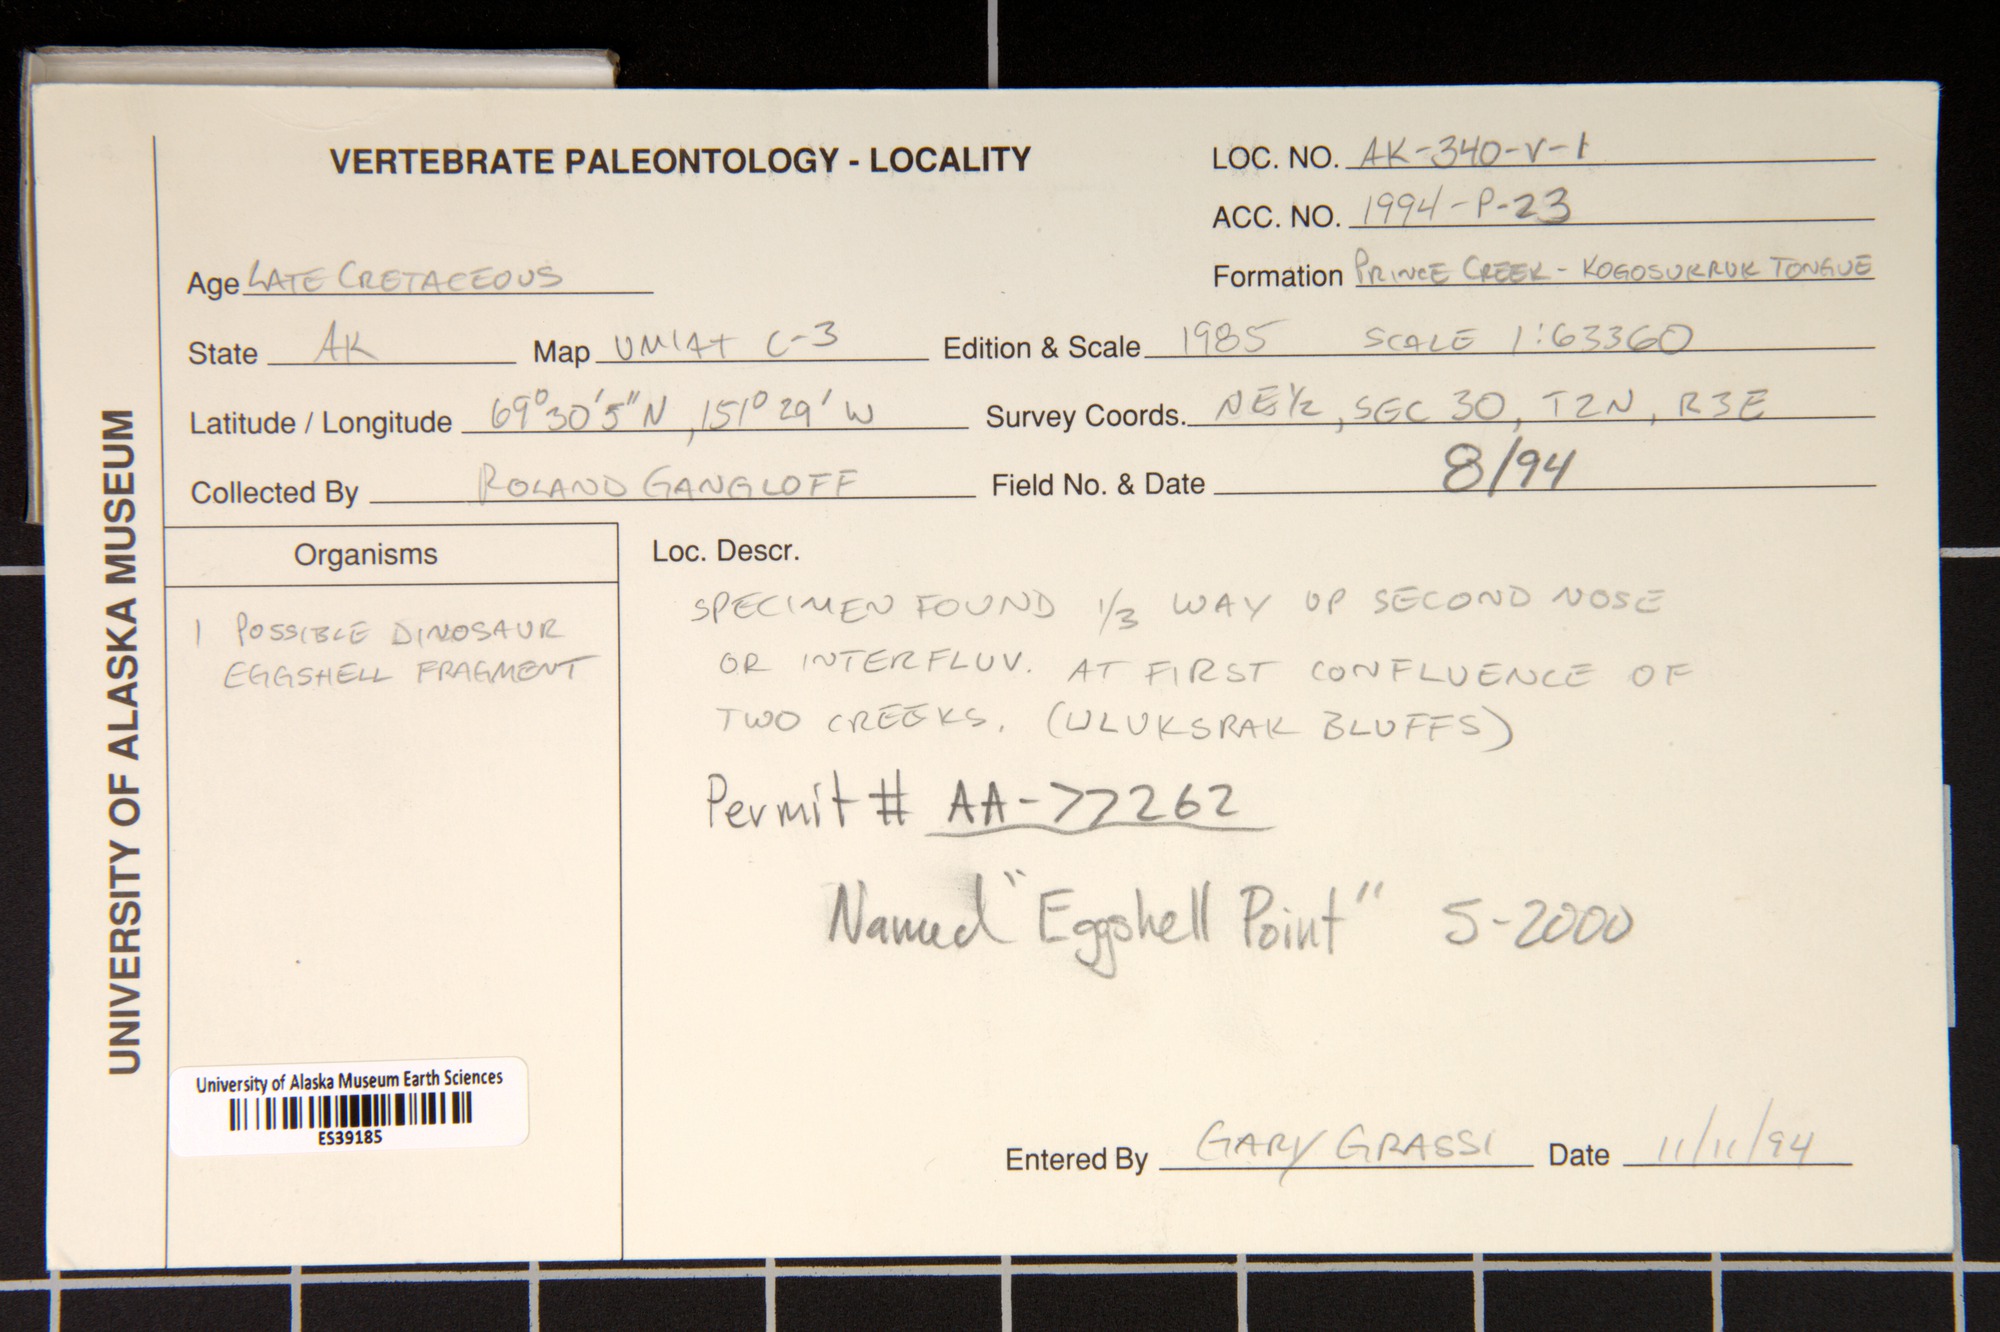 UNIVERSITY OF ALASKA MUSEUM
VERTEBRATE PALEONTOLOGY - LOCALITY
LOC. NO. AK-340-V-1
ACC. NO. 1994-P-23
Age LATE CRETACEOUS
Formation PRINCE CREEK - KOGOSUKRUK TONGUE
State AK Map UMIAT C-3 Edition & Scale 1985 SCALE 1:63360
Latitude / Longitude 69°30'5"N, 151°29'W Survey Coords. NE1/2, SEC 30, T2N, R3E
Collected By ROLAND GANGLOFF Field No. & Date 8/94
Organisms
1 POSSIBLE DINOSAUR
EGGSHELL FRAGMENT
Loc. Descr.
SPECIMEN FOUND 1/3 WAY UP SECOND NOSE
OR INTERFLUV. AT FIRST CONFLUENCE OF
TWO CREEKS. (ULUKSRAK BLUFFS)
Permit # AA-77262
Named "Eggshell Point" 5-2000
University of Alaska Museum Earth Sciences
ES39185
Entered By GARY GRASSI Date 11/11/94